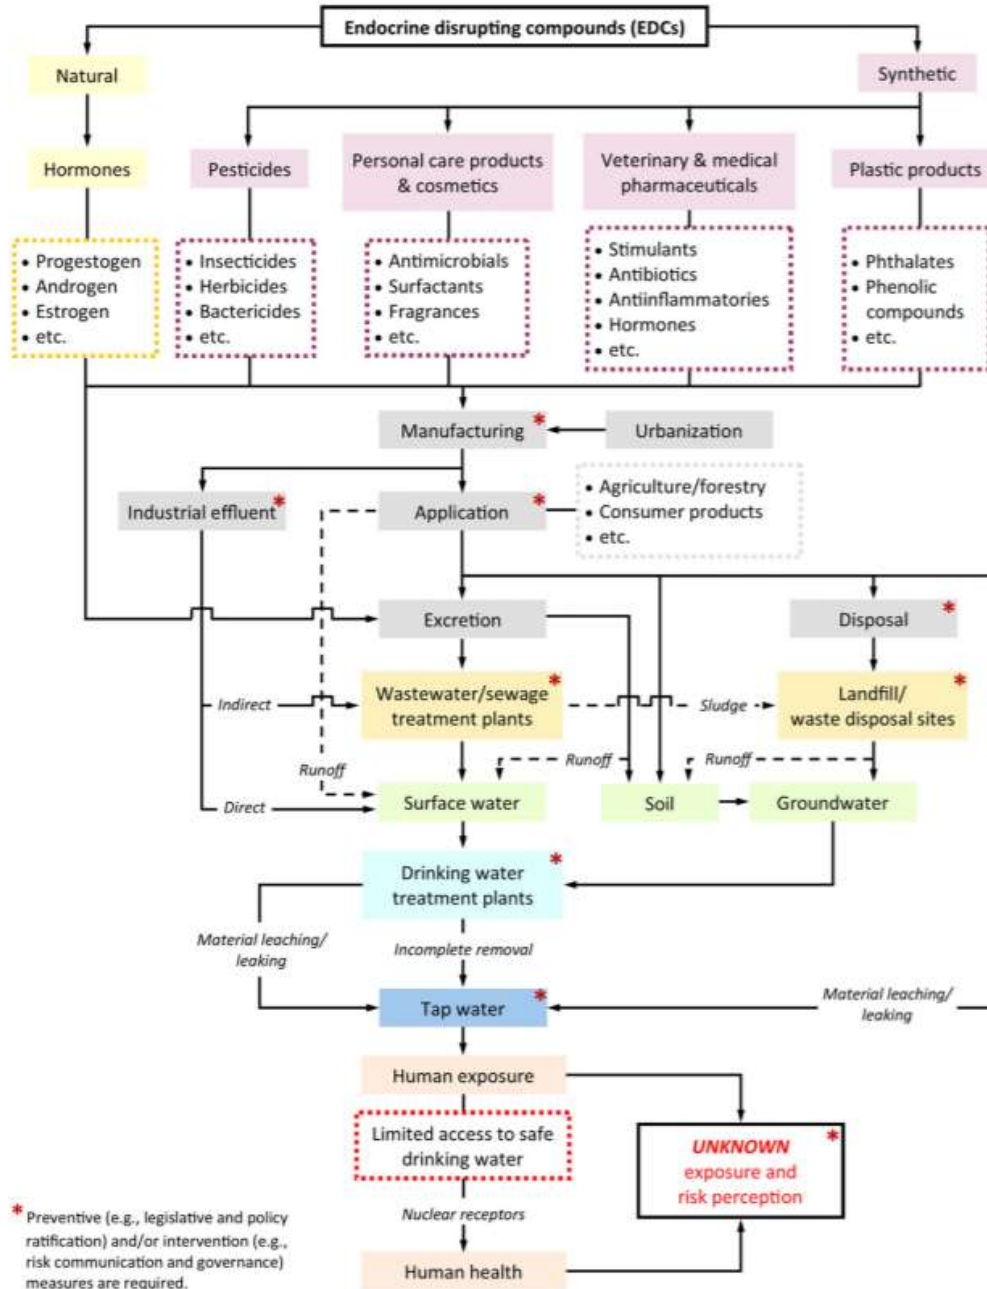 Endocrine disrupting compounds (EDCs)
Natural
Synthetic
Hormones
Pesticides
Personal care products
& cosmetics
Veterinary & medical
pharmaceuticals
Plastic products
• Progestogen
• Androgen
• Estrogen
• etc.
• Insecticides
• Herbicides
• Bactericides
• etc.
• Antimicrobials
• Surfactants
• Fragrances
• etc.
• Stimulants
• Antibiotics
• Antiinflammatories
• Hormones
• etc.
• Phthalates
• Phenolic
compounds
• etc.
Manufacturing *
Urbanization
Industrial effluent *
Application *
• Agriculture/forestry
• Consumer products
• etc.
Excretion
Disposal *
Indirect
Wastewater/sewage *
treatment plants
Sludge
Landfill/ *
waste disposal sites
Runoff
Runoff
Runoff
Direct
Surface water
Soil
Groundwater
Drinking water *
treatment plants
Material leaching/
leaking
Incomplete removal
Tap water *
Material leaching/
leaking
Human exposure
Limited access to safe
drinking water
UNKNOWN *
exposure and
risk perception
Nuclear receptors
Human health
* Preventive (e.g., legislative and policy
ratification) and/or intervention (e.g.,
risk communication and governance)
measures are required.